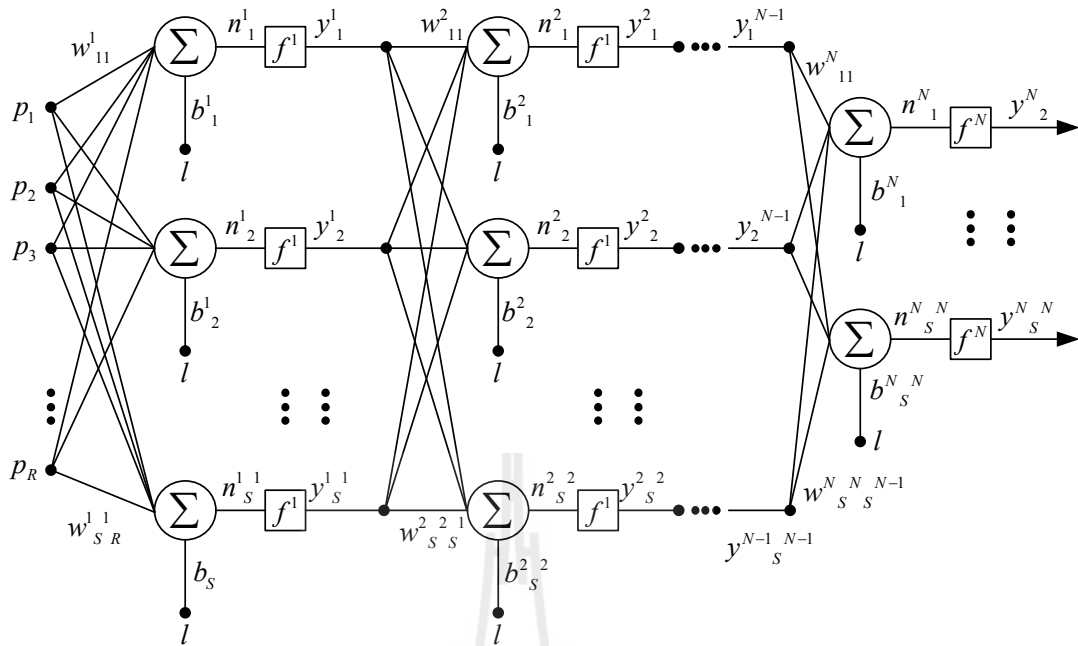 w¹₁₁ n¹₁ f¹ y¹₁ w²₁₁ n²₁ f¹ y²₁ y₁ᴺ⁻¹
wᴺ₁₁
p₁ Σ b¹₁ Σ b²₁ Σ nᴺ₁ fᴺ yᴺ₂
l l
p₂ bᴺ₁
n¹₂ f¹ y¹₂ n²₂ f¹ y²₂ y₂ᴺ⁻¹
p₃ Σ Σ l
b¹₂ b²₂ Σ nᴺ_Sᴺ fᴺ yᴺ_Sᴺ
l l bᴺ_Sᴺ
l
p_R n¹_S¹ f¹ y¹_S¹ n²_S² f¹ y²_S² wᴺ_Sᴺ_Sᴺ⁻¹
w¹_S¹_R Σ w²_S²_S¹ Σ yᴺ⁻¹_Sᴺ⁻¹
b_S b²_S²
l l